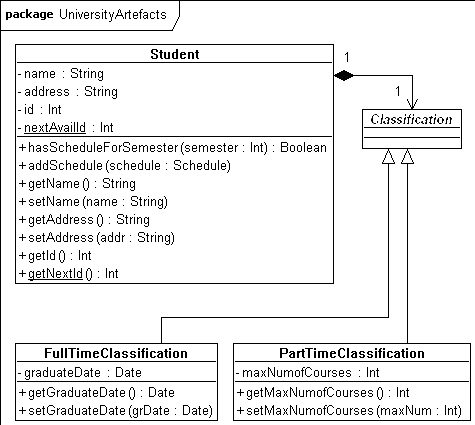 package UniversityArtefacts
Student
- name : String
- address : String
- id : Int
- nextAvailId : Int
+ hasScheduleForSemester (semester : Int) : Boolean
+ addSchedule (schedule : Schedule)
+ getName () : String
+ setName (name : String)
+ getAddress () : String
+ setAddress (addr : String)
+ getId () : Int
+ getNextId () : Int
1
1
Classification
FullTimeClassification
- graduateDate : Date
+ getGraduateDate () : Date
+ setGraduateDate (grDate : Date)
PartTimeClassification
- maxNumofCourses : Int
+ getMaxNumofCourses () : Int
+ setMaxNumofCourses (maxNum : Int)